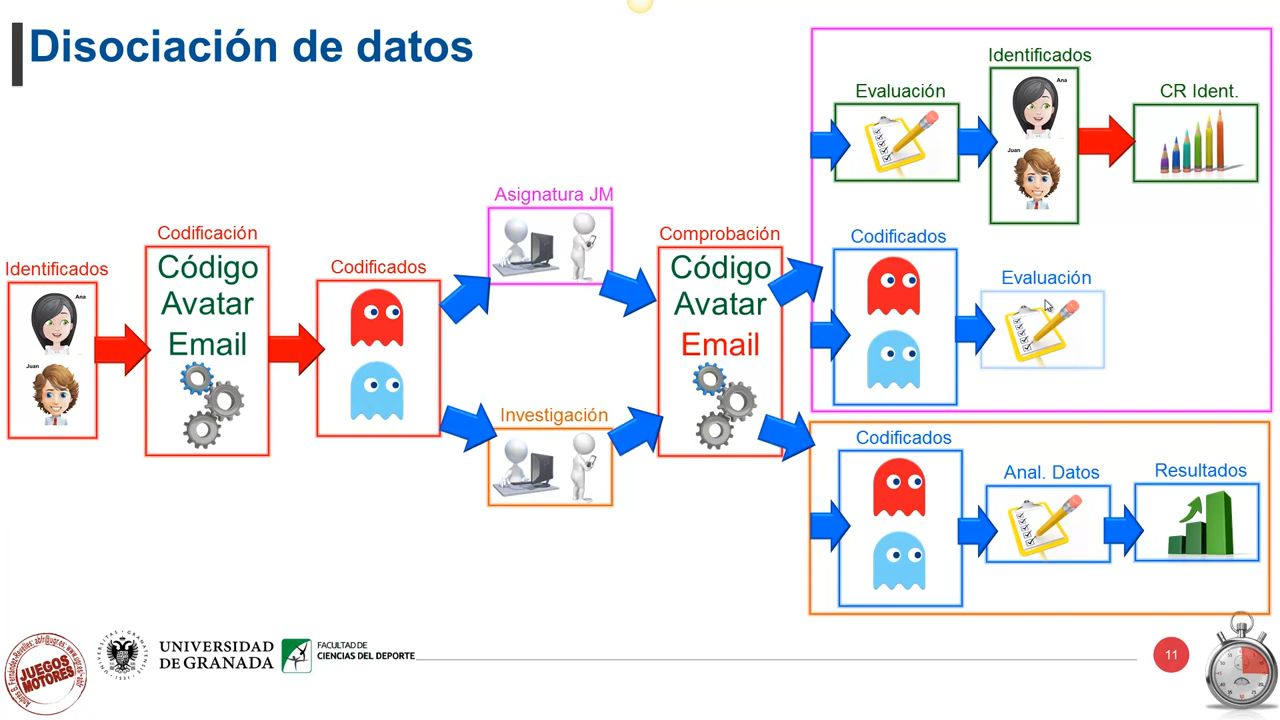 Disociación de datos
Identificados
Ana
Juan
Codificación
Código
Avatar
Email
Codificados
Asignatura JM
Investigación
Comprobación
Código
Avatar
Email
Evaluación
Identificados
Ana
Juan
CR Ident.
Codificados
Evaluación
Codificados
Anal. Datos
Resultados
JUEGOS
MOTORES
UNIVERSIDAD
DE GRANADA
FACULTAD DE
CIENCIAS DEL DEPORTE
11